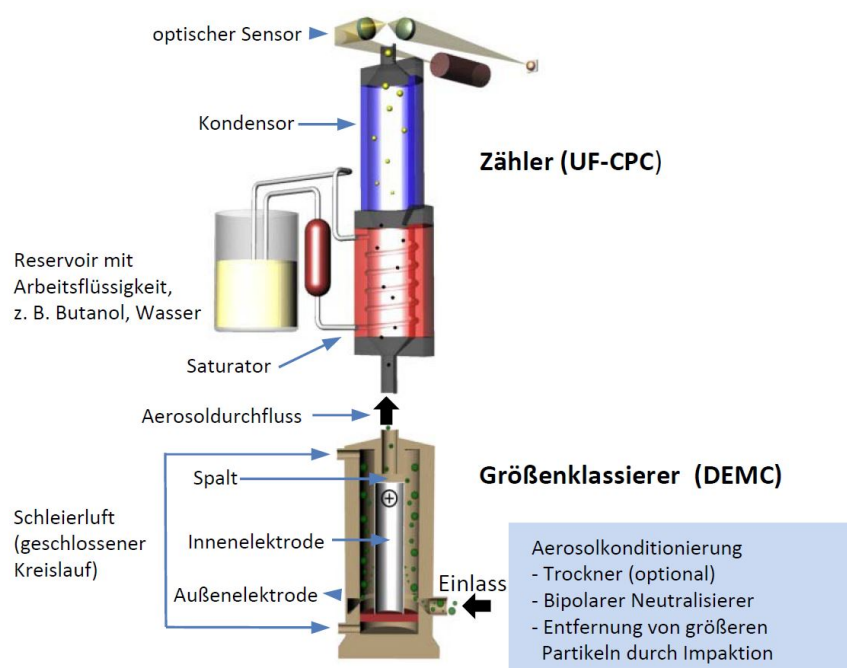 optischer Sensor
Kondensor
Zähler (UF-CPC)
Reservoir mit
Arbeitsflüssigkeit,
z. B. Butanol, Wasser
Saturator
Aerosoldurchfluss
Größenklassierer (DEMC)
Spalt
Schleierluft
(geschlossener
Kreislauf)
Innenelektrode
Außenelektrode
Einlass
Aerosolkonditionierung
- Trockner (optional)
- Bipolarer Neutralisierer
- Entfernung von größeren
Partikeln durch Impaktion